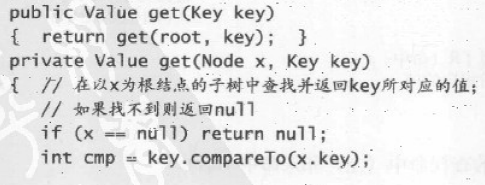 public Value get(Key key)
{ return get(root, key); }
private Value get(Node x, Key key)
{ // 在以x为根结点的子树中查找并返回key所对应的值；
// 如果找不到则返回null
if (x == null) return null;
int cmp = key.compareTo(x.key);